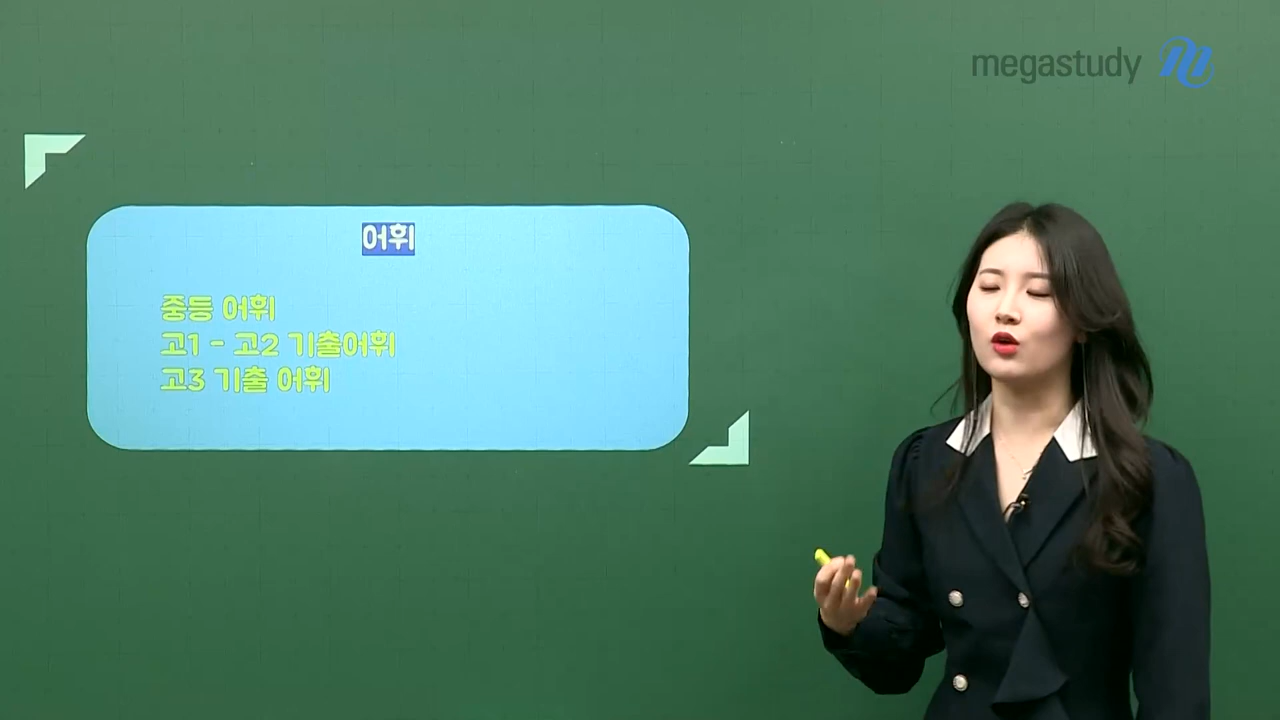 megastudy
어휘
중등 어휘
고1 - 고2 기출어휘
고3 기출 어휘